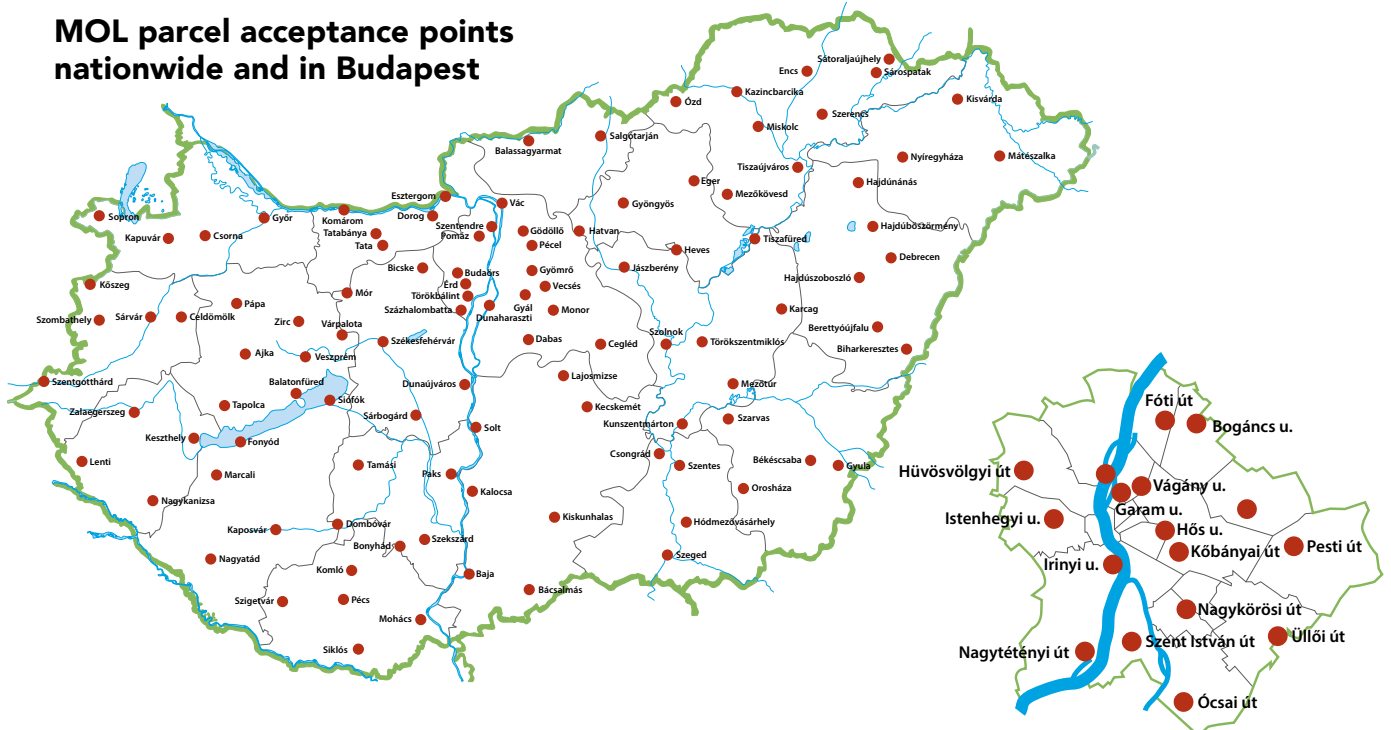 MOL parcel acceptance points
nationwide and in Budapest
Sátoraljaújhely
Encs
Sárospatak
Kazincbarcika
Ózd
Kisvárda
Szerencs
Miskolc
Salgótarján
Balassagyarmat
Nyíregyháza
Mátészalka
Tiszaújváros
Eger
Hajdúnánás
Mezőkövesd
Esztergom
Vác
Gyöngyös
Sopron
Győr
Komárom
Dorog
Tatabánya
Szentendre
Pomáz
Gödöllő
Hatvan
Hajdúböszörmény
Kapuvár
Csorna
Tata
Pécel
Tiszafüred
Heves
Debrecen
Bicske
Budaörs
Gyömrő
Jászberény
Hajdúszoboszló
Kőszeg
Érd
Vecsés
Mór
Törökbálint
Gyál
Pápa
Százhalombatta
Dunaharaszti
Monor
Karcag
Szombathely
Sárvár
Celdömölk
Zirc
Várpalota
Berettyóújfalu
Székesfehérvár
Dabas
Cegléd
Szolnok
Törökszentmiklós
Biharkeresztes
Ajka
Veszprém
Lajosmizse
Szentgotthárd
Balatonfüred
Dunaújváros
Mezőtúr
Siófok
Tapolca
Zalaegerszeg
Sárbogárd
Kecskemét
Kunszentmárton
Szarvas
Solt
Keszthely
Fonyód
Csongrád
Lenti
Tamási
Szentes
Békéscsaba
Gyula
Marcali
Paks
Kalocsa
Orosháza
Nagykanizsa
Kiskunhalas
Hódmezővásárhely
Kaposvár
Dombóvár
Szekszárd
Bonyhád
Szeged
Nagyatád
Komló
Baja
Bácsalmás
Szigetvár
Pécs
Mohács
Siklós
Fóti út
Bogáncs u.
Hüvösvölgyi út
Vágány u.
Garam u.
Istenhegyi u.
Hős u.
Kőbányai út
Pesti út
Irinyi u.
Nagykörösi út
Üllői út
Szent István út
Nagytétényi út
Ócsai út